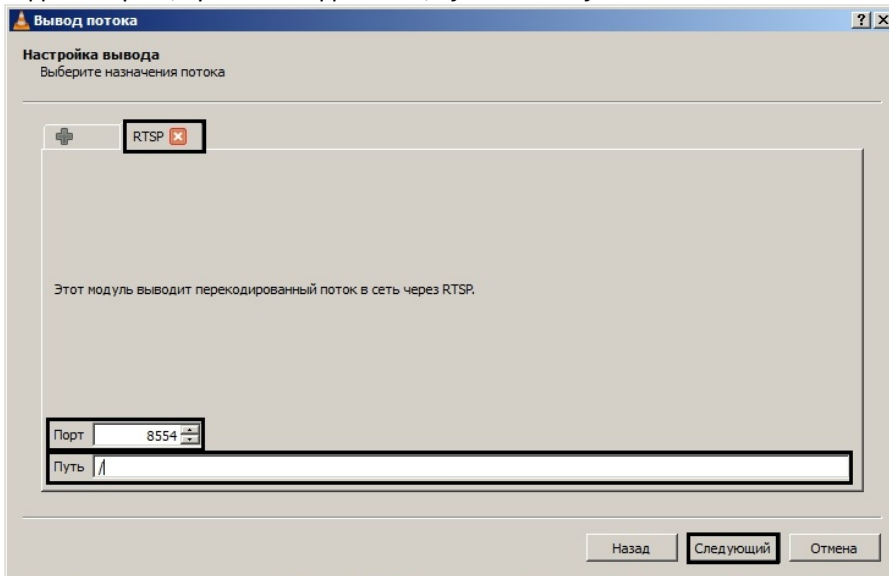 Вывод потока
Настройка вывода
Выберите назначения потока
RTSP
Этот модуль выводит перекодированный поток в сеть через RTSP.
Порт 8554
Путь /
Назад Следующий Отмена